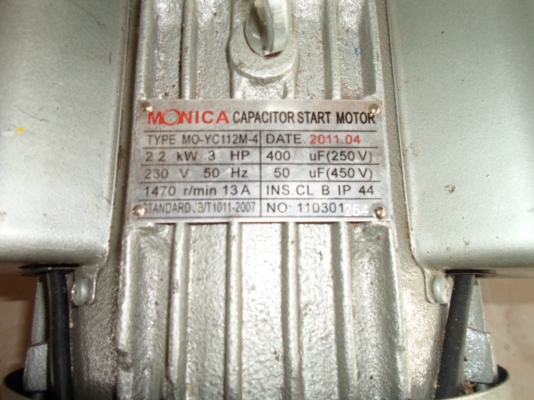 MONICA CAPACITOR START MOTOR
TYPE MO-YC112M-4 DATE. 2011.04
2.2 kW 3 HP 400 uF(250V)
230 V 50 Hz 50 uF(450V)
1470 r/min 13A INS.CL B IP 44
STANDARD JB/T1011-2007 NO 110301